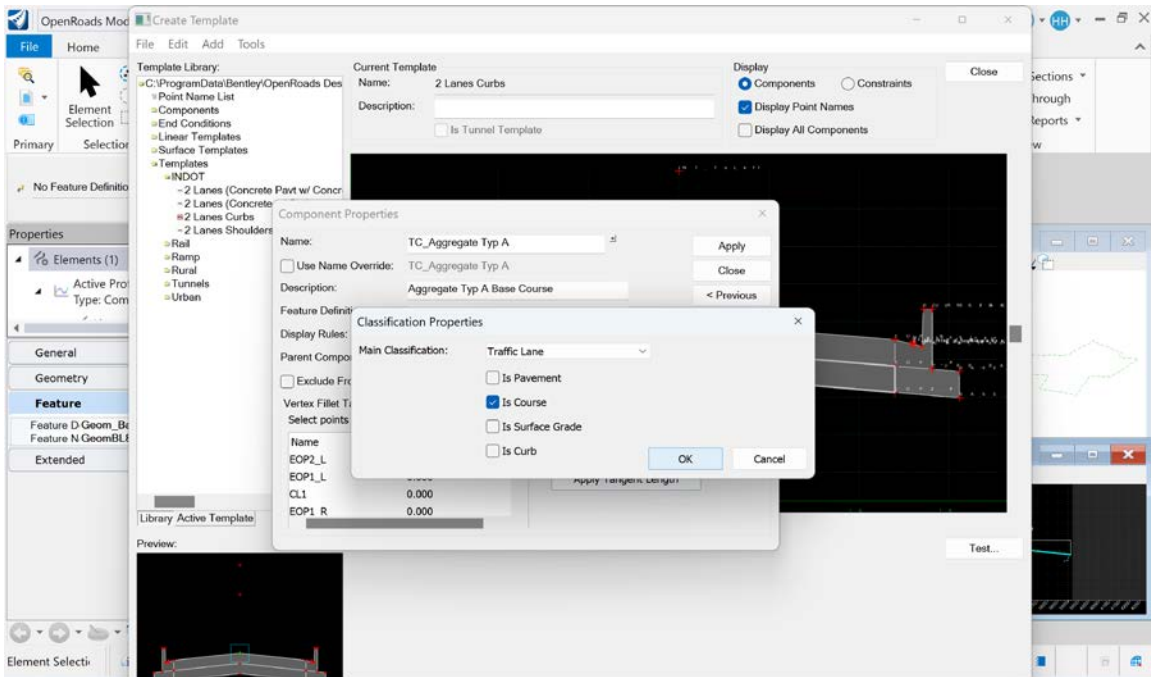 OpenRoads Mod
Create Template
HH
File Home
File Edit Add Tools
Template Library:
C:\ProgramData\Bentley\OpenRoads Des
Point Name List
Components
End Conditions
Linear Templates
Surface Templates
Templates
INDOT
2 Lanes (Concrete Pavt w/ Concr
2 Lanes (Concrete
2 Lanes Curbs
2 Lanes Shoulders
Rail
Ramp
Rural
Tunnels
Urban
Library Active Template
Preview:
Current Template
Name: 2 Lanes Curbs
Description:
Is Tunnel Template
Display
Components Constraints
Display Point Names
Display All Components
Close
Test...
Element
Selection
Primary Selection
No Feature Definitio
Properties
Elements (1)
Active Prof
Type: Com
General
Geometry
Feature
Feature D Geom_Ba
Feature N GeomBL
Extended
Element Selecti
Sections
hrough
Reports
w
Component Properties
Name: TC_Aggregate Typ A
Apply
Use Name Override: TC_Aggregate Typ A
Close
Description: Aggregate Typ A Base Course
< Previous
Feature Definit
Display Rules:
Parent Compo
Exclude Fro
Vertex Fillet Ta
Select points
Name
EOP2_L
EOP1_L
CL1 0.000
EOP1_R 0.000
Apply Tangent Length
Classification Properties
Main Classification: Traffic Lane
Is Pavement
Is Course
Is Surface Grade
Is Curb
OK Cancel